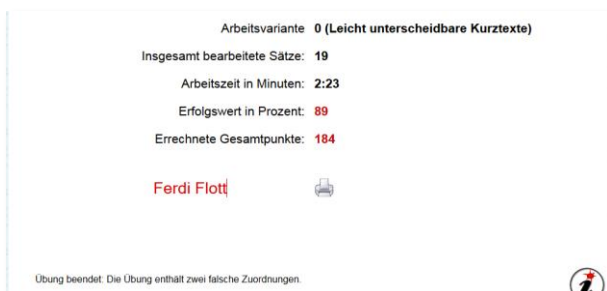 Arbeitsvariante 0 (Leicht unterscheidbare Kurztexte)
Insgesamt bearbeitete Sätze: 19
Arbeitszeit in Minuten: 2:23
Erfolgswert in Prozent: 89
Errechnete Gesamtpunkte: 184
Ferdi Flott
Übung beendet: Die Übung enthält zwei falsche Zuordnungen.
i